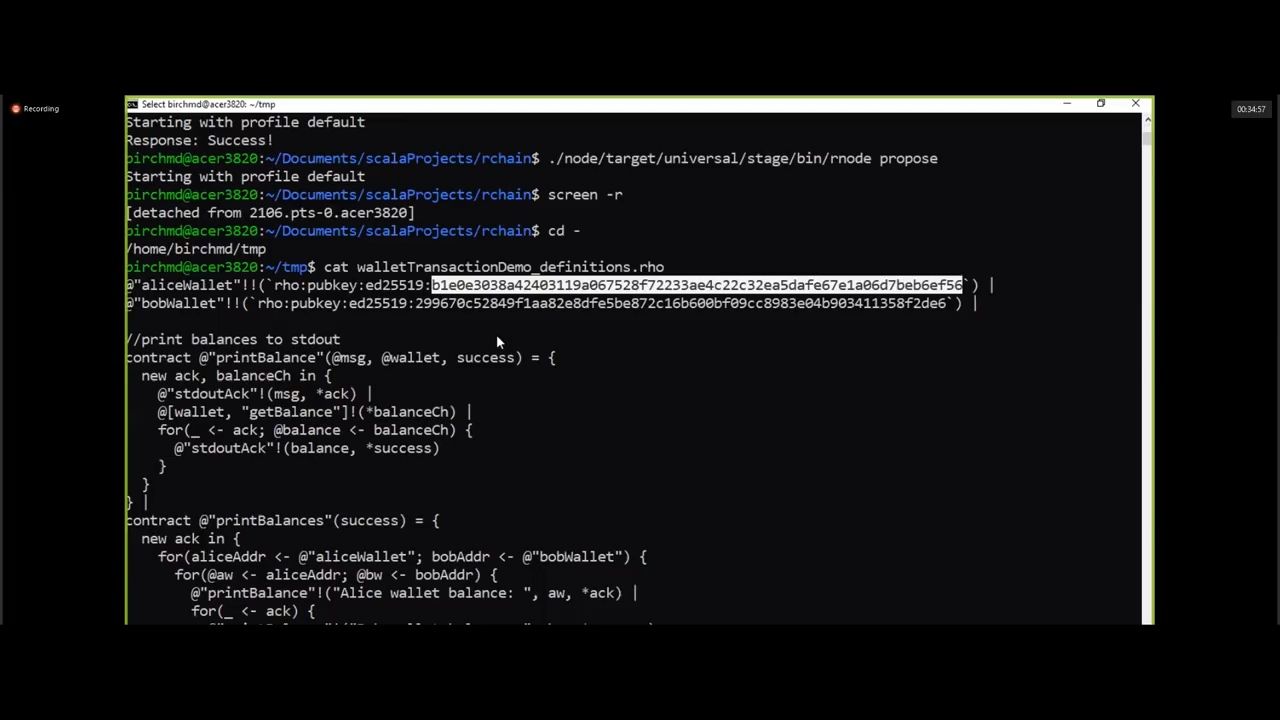 Recording
00:34:57
Select birchmd@acer3820: ~/tmp
Starting with profile default
Response: Success!
birchmd@acer3820:~/Documents/scalaProjects/rchain$ ./node/target/universal/stage/bin/rnode propose
Starting with profile default
birchmd@acer3820:~/Documents/scalaProjects/rchain$ screen -r
[detached from 2106.pts-0.acer3820]
birchmd@acer3820:~/Documents/scalaProjects/rchain$ cd -
/home/birchmd/tmp
birchmd@acer3820:~/tmp$ cat walletTransactionDemo_definitions.rho
@"aliceWallet"!!(`rho:pubkey:ed25519:b1e0e3038a42403119a067528f72233ae4c22c32ea5dafe67e1a06d7beb6ef56`) |
@"bobWallet"!!(`rho:pubkey:ed25519:299670c52849f1aa82e8dfe5be872c16b600bf09cc8983e04b903411358f2de6`) |
//print balances to stdout
contract @"printBalance"(@msg, @wallet, success) = {
new ack, balanceCh in {
@"stdoutAck"!(msg, *ack) |
@[wallet, "getBalance"]!(*balanceCh) |
for(_ <- ack; @balance <- balanceCh) {
@"stdoutAck"!(balance, *success)
}
}
} |
contract @"printBalances"(success) = {
new ack in {
for(aliceAddr <- @"aliceWallet"; bobAddr <- @"bobWallet") {
for(@aw <- aliceAddr; @bw <- bobAddr) {
@"printBalance"!("Alice wallet balance: ", aw, *ack) |
for(_ <- ack) {